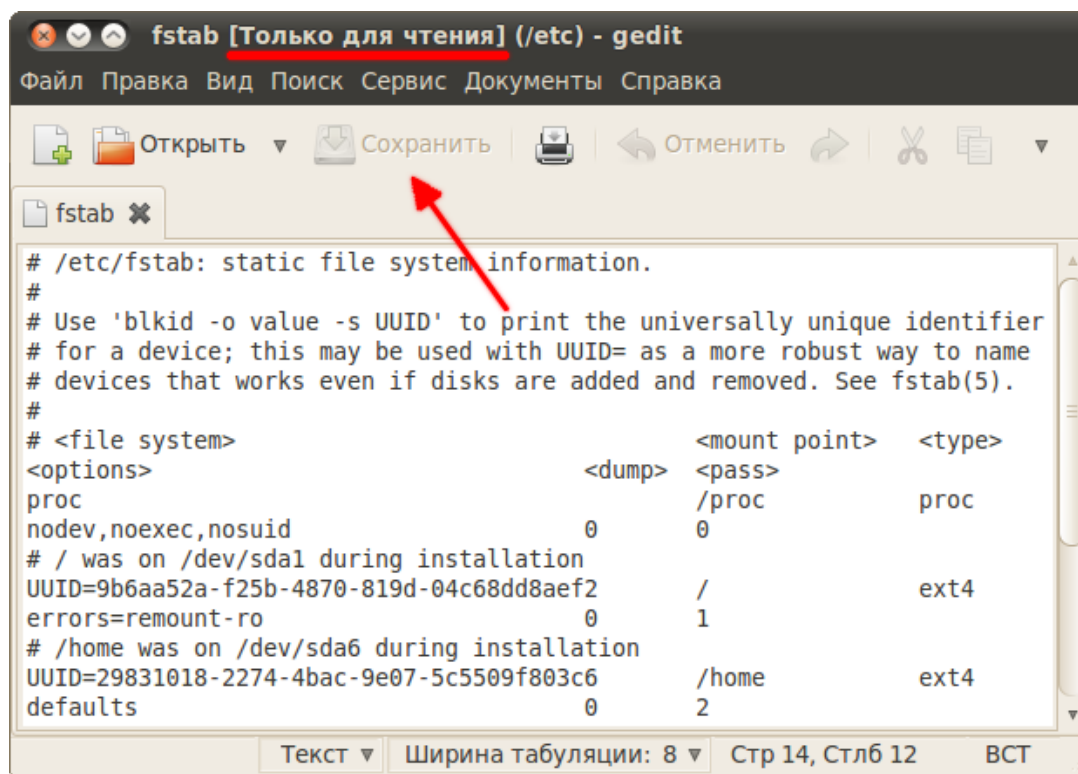 fstab [Только для чтения] (/etc) - gedit
Файл Правка Вид Поиск Сервис Документы Справка
Открыть Сохранить Отменить
fstab
# /etc/fstab: static file system information.
#
# Use 'blkid -o value -s UUID' to print the universally unique identifier
# for a device; this may be used with UUID= as a more robust way to name
# devices that works even if disks are added and removed. See fstab(5).
#
# <file system> <mount point> <type>
<options> <dump> <pass>
proc /proc proc
nodev,noexec,nosuid 0 0
# / was on /dev/sda1 during installation
UUID=9b6aa52a-f25b-4870-819d-04c68dd8aef2 / ext4
errors=remount-ro 0 1
# /home was on /dev/sda6 during installation
UUID=29831018-2274-4bac-9e07-5c5509f803c6 /home ext4
defaults 0 2
Текст Ширина табуляции: 8 Стр 14, Стлб 12 ВСТ